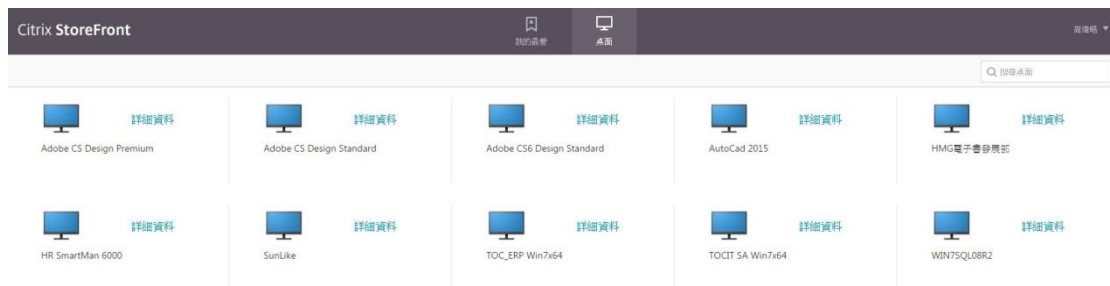 Citrix StoreFront
我的最愛
桌面
搜尋桌面
詳細資料
Adobe CS Design Premium
詳細資料
Adobe CS Design Standard
詳細資料
Adobe CS6 Design Standard
詳細資料
AutoCad 2015
詳細資料
HMG電子書發展部
詳細資料
HR SmartMan 6000
詳細資料
SunLike
詳細資料
TOC_ERP Win7x64
詳細資料
TOCIT SA Win7x64
詳細資料
WIN7SQL08R2